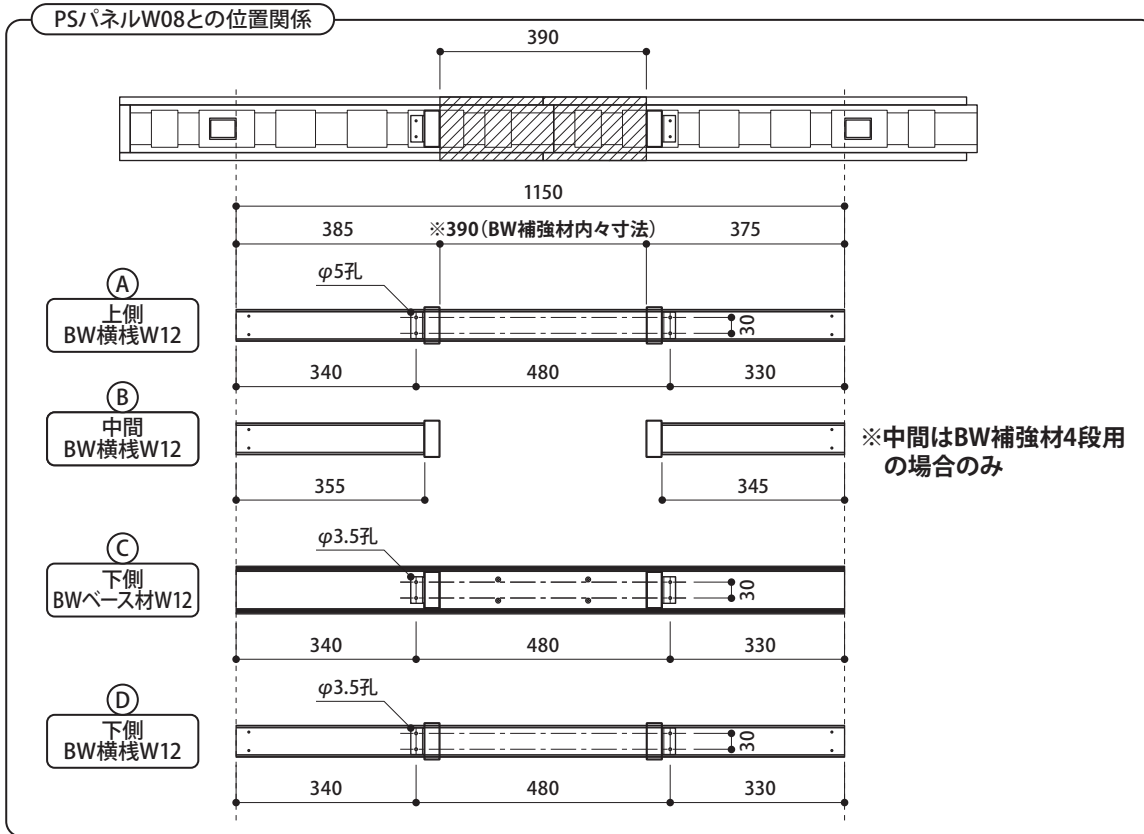 PSパネルW08との位置関係
390
1150
385 ※390(BW補強材内々寸法) 375
A
上側
BW横桟W12
φ5孔
30
340 480 330
B
中間
BW横桟W12
※中間はBW補強材4段用
の場合のみ
355 345
C
下側
BWベース材W12
φ3.5孔
30
340 480 330
D
下側
BW横桟W12
φ3.5孔
30
340 480 330